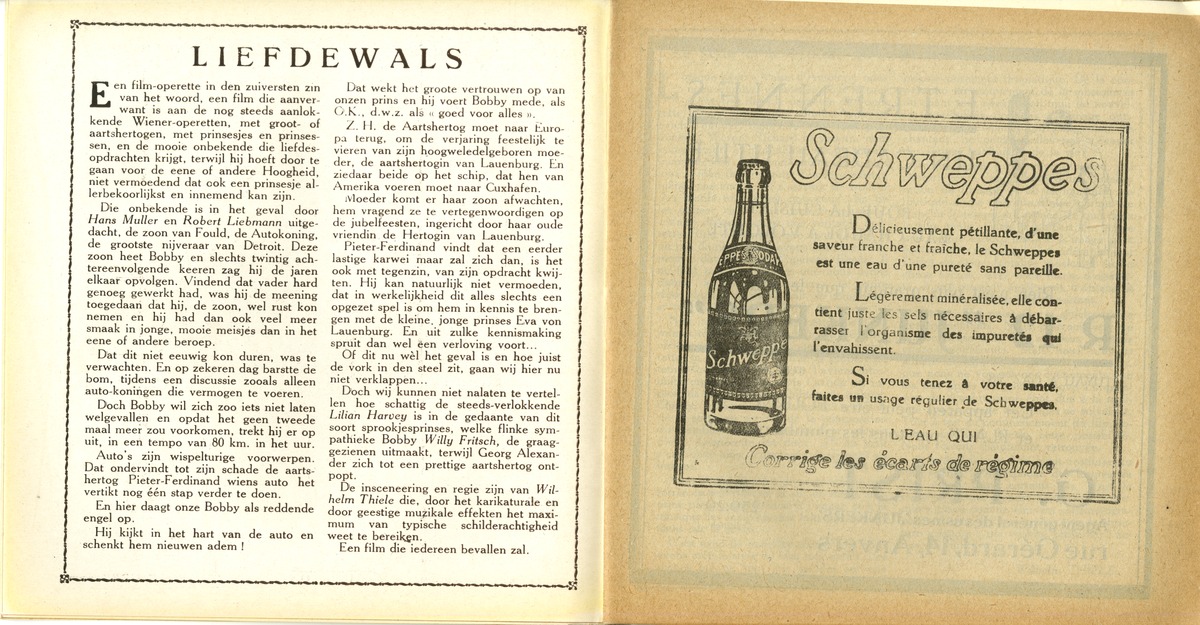 LIEFDEWALS
Een film-operette in den zuiversten zin
van het woord, een film die aanver-
want is aan de nog steeds aanlok-
kende Wiener-operetten, met groot- of
aartshertogen, met prinsesjes en prinses-
sen, en de mooie onbekende die liefdes-
opdrachten krijgt, terwijl hij hoeft door te
gaan voor de eene of andere Hoogheid,
niet vermoedend dat ook een prinsesje al-
lerbekoorlijkst en innemend kan zijn.
Die onbekende is in het geval door
Hans Muller en Robert Liebmann uitge-
dacht, de zoon van Fould, de Autokoning,
de grootste nijveraar van Detroit. Deze
zoon heet Bobby en slechts twintig ach-
tereenvolgende keeren zag hij de jaren
elkaar opvolgen. Vindend dat vader hard
genoeg gewerkt had, was hij de meening
toegedaan dat hij, de zoon, wel rust kon
nemen en hij had dan ook veel meer
smaak in jonge, mooie meisjes dan in het
eene of andere beroep.
Dat dit niet eeuwig kon duren, was te
verwachten. En op zekeren dag barstte de
bom, tijdens een discussie zooals alleen
auto-koningen die vermogen te voeren.
Doch Bobby wil zich zoo iets niet laten
welgevallen en opdat het geen tweede
maal meer zou voorkomen, trekt hij er op
uit, in een tempo van 80 km. in het uur.
Auto's zijn wispelturige voorwerpen.
Dat ondervindt tot zijn schade de aarts-
hertog Pieter-Ferdinand wiens auto het
vertikt nog één stap verder te doen.
En hier daagt onze Bobby als reddende
engel op.
Hij kijkt in het hart van de auto en
schenkt hem nieuwen adem !
Dat wekt het groote vertrouwen op van
onzen prins en hij voert Bobby mede, als
O.K., d.w.z. als « goed voor alles ».
Z. H. de Aartshertog moet naar Euro-
pa terug, om de verjaring feestelijk te
vieren van zijn hoogweledelgeboren moe-
der, de aartshertogin van Lauenburg. En
ziedaar beide op het schip, dat hen van
Amerika voeren moet naar Cuxhafen.
Moeder komt er haar zoon afwachten,
hem vragend ze te vertegenwoordigen op
de jubelfeesten, ingericht door haar oude
vriendin de Hertogin van Lauenburg.
Pieter-Ferdinand vindt dat een eerder
lastige karwei maar zal zich dan, is het
ook met tegenzin, van zijn opdracht kwij-
ten. Hij kan natuurlijk niet vermoeden,
dat in werkelijkheid dit alles slechts een
opgezet spel is om hem in kennis te bren-
gen met de kleine, jonge prinses Eva von
Lauenburg. En uit zulke kennismaking
spruit dan wel een verloving voort...
Of dit nu wèl het geval is en hoe juist
de vork in den steel zit, gaan wij hier nu
niet verklappen...
Doch wij kunnen niet nalaten te vertel-
len hoe schattig de steeds-verlokkende
Lilian Harvey is in de gedaante van dit
soort sprookjesprinses, welke flinke sym-
pathieke Bobby Willy Fritsch, de graag-
gezienen uitmaakt, terwijl Georg Alexan-
der zich tot een prettige aartshertog ont-
popt.
De insceneering en regie zijn van Wil-
helm Thiele die, door het karikaturale en
door geestige muzikale effekten het maxi-
mum van typische schilderachtigheid
weet te bereiken.
Een film die iedereen bevallen zal.
Schweppes
Délicieusement pétillante, d'une
saveur franche et fraîche, le Schweppes
est une eau d'une pureté sans pareille.
Légèrement minéralisée, elle con-
tient juste les sels nécessaires à débar-
rasser l'organisme des impuretés qui
l'envahissent.
Si vous tenez à votre santé,
faites un usage régulier de Schweppes,
L'EAU QUI
Corrige les écarts de régime
Schweppe